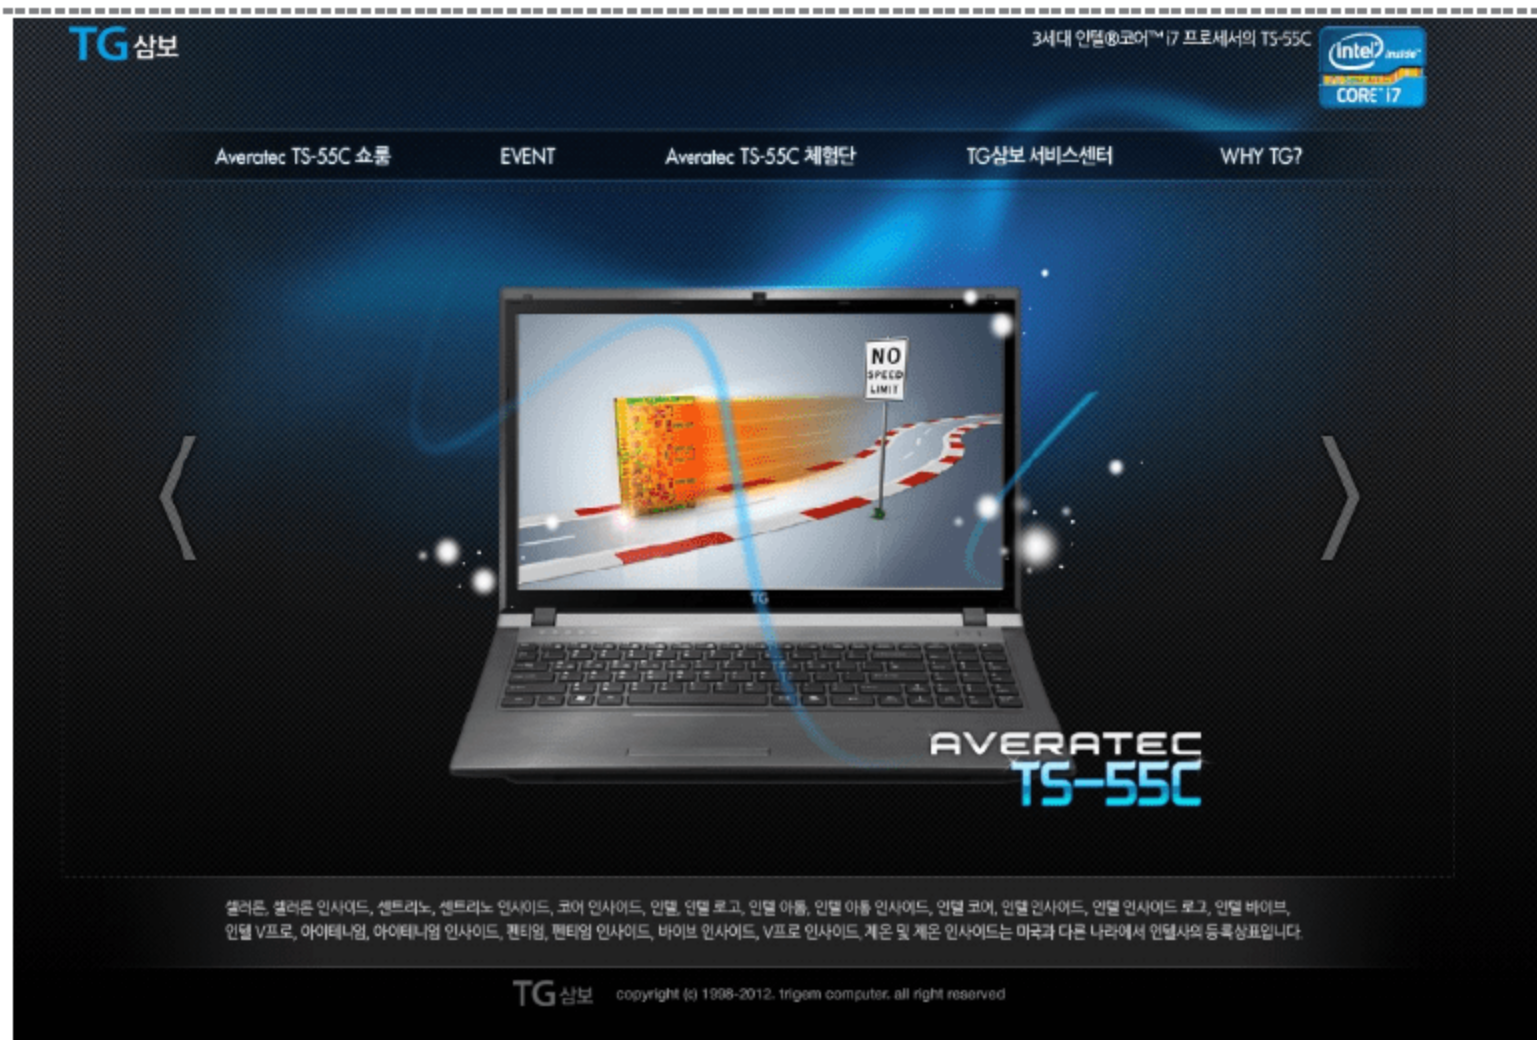 TG 삼보
3세대 인텔®코어™ i7 프로세서의 TS-55C
intel inside™
CORE™ i7
Averatec TS-55C 쇼룸
EVENT
Averatec TS-55C 체험단
TG삼보 서비스센터
WHY TG?
NO
SPEED
LIMIT
TG
AVERATEC
TS-55C
셀러론, 셀러론 인사이드, 센트리노, 센트리노 인사이드, 코어 인사이드, 인텔, 인텔 로고, 인텔 아톰, 인텔 아톰 인사이드, 인텔 코어, 인텔 인사이드, 인텔 인사이드 로그, 인텔 바이브,
인텔 V프로, 아이테니엄, 아이테니엄 인사이드, 펜티엄, 펜티엄 인사이드, 바이브 인사이드, V프로 인사이드, 제온 및 제온 인사이드는 미국과 다른 나라에서 인텔사의 등록상표입니다.
TG 삼보 copyright (c) 1998-2012. trigem computer. all right reserved